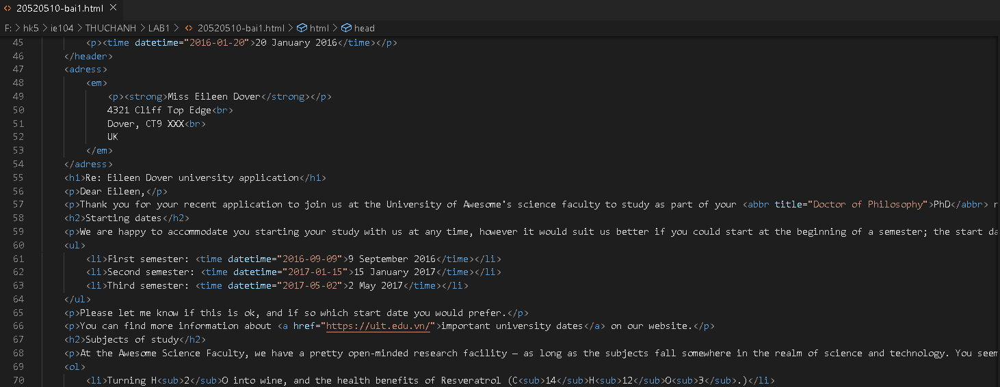 20520510-bai1.html
F: > hk5 > ie104 > THUCHANH > LAB1 > 20520510-bai1.html > html > head
45 <p><time datetime="2016-01-20">20 January 2016</time></p>
46 </header>
47 <adress>
48 <em>
49 <p><strong>Miss Eileen Dover</strong></p>
50 4321 Cliff Top Edge<br>
51 Dover, CT9 XXX<br>
52 UK
53 </em>
54 </adress>
55 <h1>Re: Eileen Dover university application</h1>
56 <p>Dear Eileen,</p>
57 <p>Thank you for your recent application to join us at the University of Awesome's science faculty to study as part of your <abbr title="Doctor of Philosophy">PhD</abbr>
58 <h2>Starting dates</h2>
59 <p>We are happy to accommodate you starting your study with us at any time, however it would suit us better if you could start at the beginning of a semester; the start
60 <ul>
61 <li>First semester: <time datetime="2016-09-09">9 September 2016</time></li>
62 <li>Second semester: <time datetime="2017-01-15">15 January 2017</time></li>
63 <li>Third semester: <time datetime="2017-05-02">2 May 2017</time></li>
64 </ul>
65 <p>Please let me know if this is ok, and if so which start date you would prefer.</p>
66 <p>You can find more information about <a href="https://uit.edu.vn/">important university dates</a> on our website.</p>
67 <h2>Subjects of study</h2>
68 <p>At the Awesome Science Faculty, we have a pretty open-minded research facility — as long as the subjects fall somewhere in the realm of science and technology. You seem
69 <ol>
70 <li>Turning H<sub>2</sub>O into wine, and the health benefits of Resveratrol (C<sub>14</sub>H<sub>12</sub>O<sub>3</sub>.)</li>